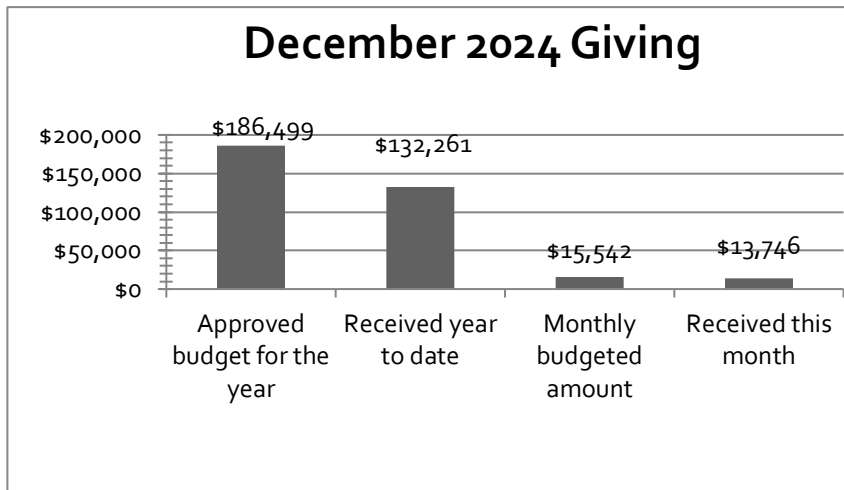 December 2024 Giving
$200,000
$150,000
$100,000
$50,000
$0
$186,499
$132,261
$15,542
$13,746
Approved
budget for the
year
Received year
to date
Monthly
budgeted
amount
Received this
month